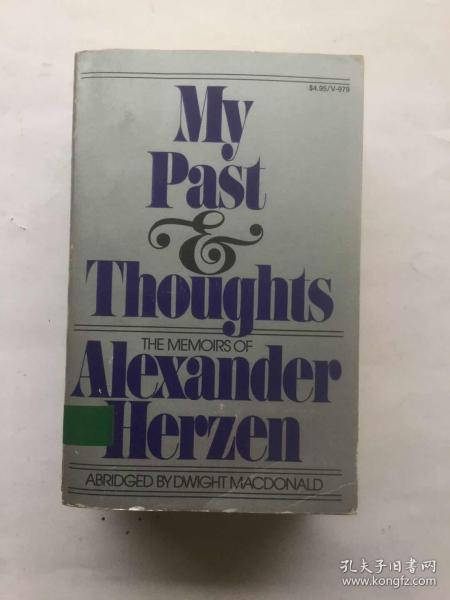 $4.95/V-979
My
Past
&
Thoughts
THE MEMOIRS OF
Alexander
Herzen
ABRIDGED BY DWIGHT MACDONALD
孔夫子旧书网
www.kongfz.com